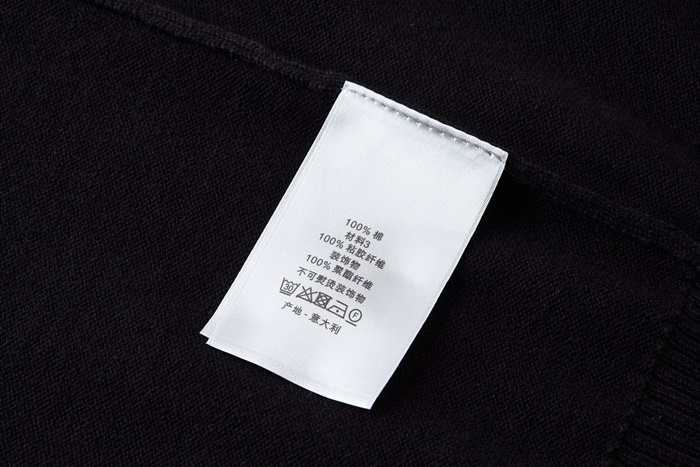 100% 棉
材料3
100% 粘胶纤维
装饰物
100% 聚酯纤维
不可熨烫装饰物
30 F
产地 - 意大利